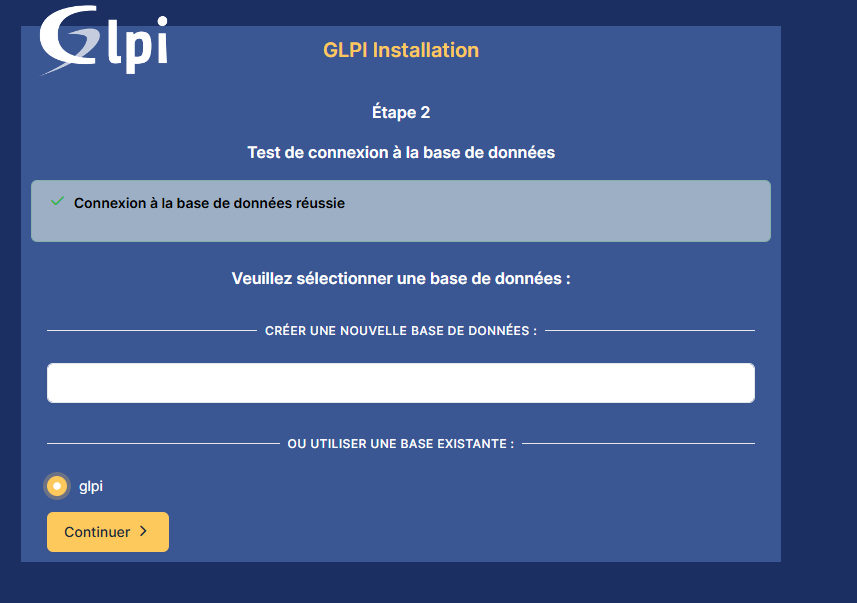 Glpi
GLPI Installation
Étape 2
Test de connexion à la base de données
Connexion à la base de données réussie
Veuillez sélectionner une base de données :
CRÉER UNE NOUVELLE BASE DE DONNÉES :
OU UTILISER UNE BASE EXISTANTE :
glpi
Continuer